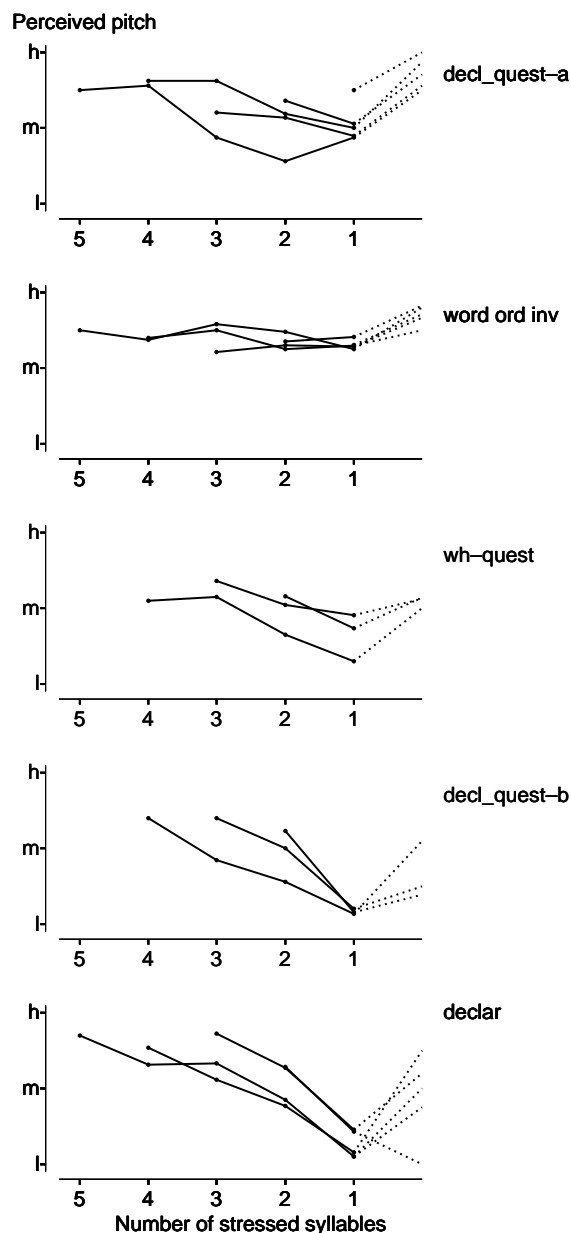 Perceived pitch
h
decl_quest–a
m
l
5 4 3 2 1
h
word ord inv
m
l
5 4 3 2 1
h
wh–quest
m
l
5 4 3 2 1
h
decl_quest–b
m
l
5 4 3 2 1
h
declar
m
l
5 4 3 2 1
Number of stressed syllables